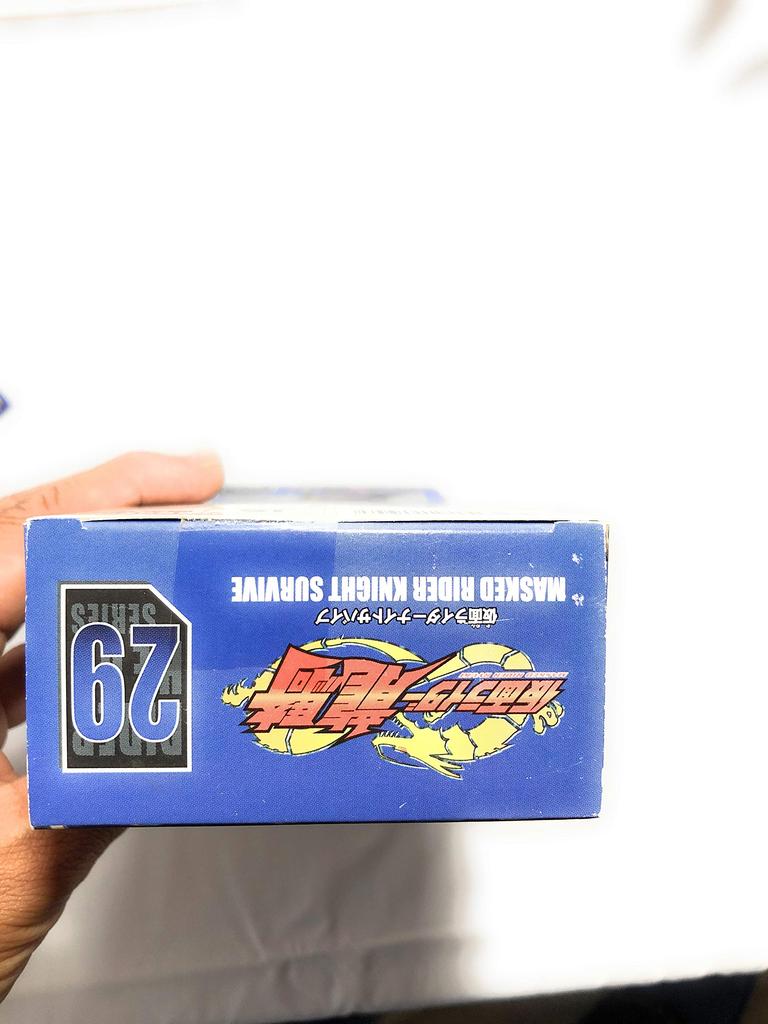 仮面ライダー龍騎
仮面ライダーナイトサバイブ
MASKED RIDER KNIGHT SURVIVE
RIDER
HERO
SERIES
29